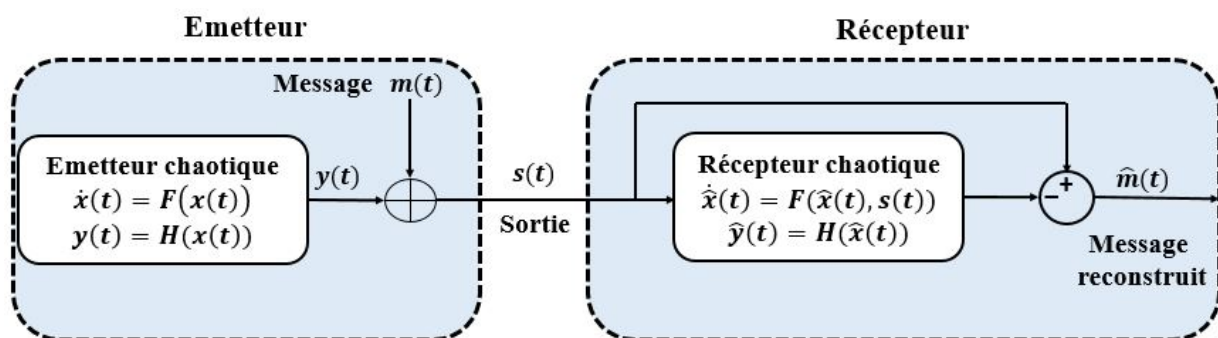 Emetteur
Récepteur
Message m(t)
Emetteur chaotique
ẋ(t) = F(x(t))
y(t) = H(x(t))
y(t)
s(t)
Sortie
Récepteur chaotique
x̂̇(t) = F(x̂(t), s(t))
ŷ(t) = H(x̂(t))
+
−
m̂(t)
Message
reconstruit